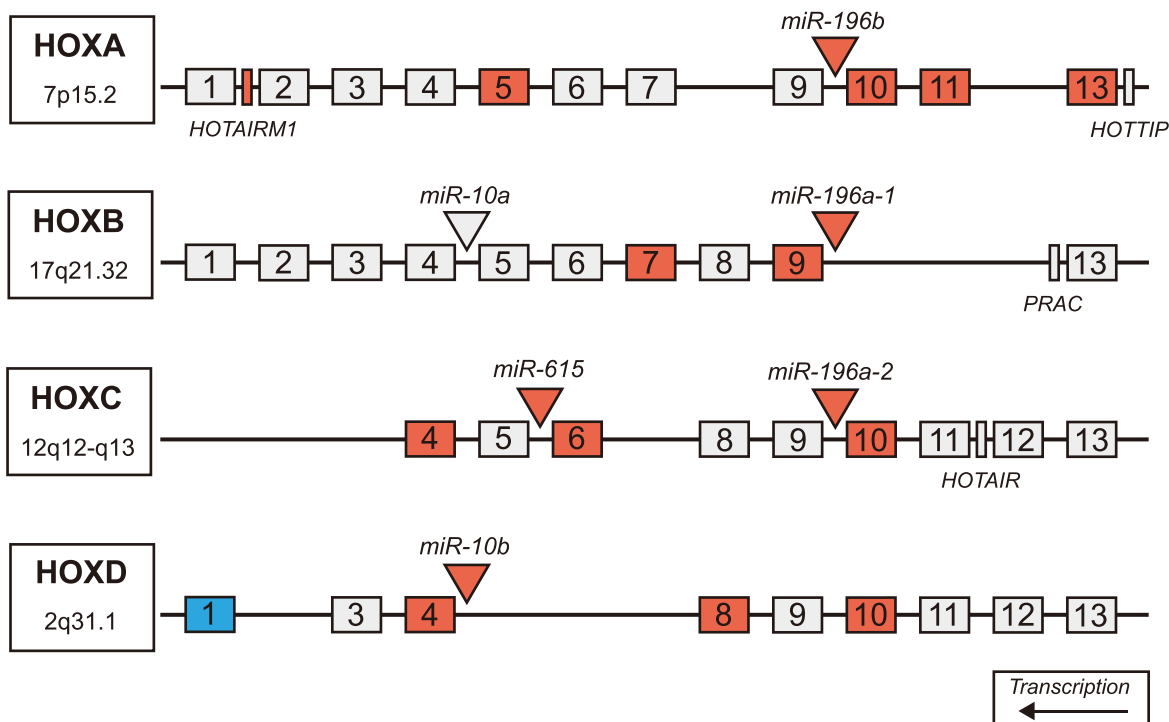 miR-196b
HOXA
7p15.2
1 2 3 4 5 6 7 9 10 11 13
HOTAIRM1 HOTTIP
miR-10a miR-196a-1
HOXB
17q21.32
1 2 3 4 5 6 7 8 9 13
PRAC
miR-615 miR-196a-2
HOXC
12q12-q13
4 5 6 8 9 10 11 12 13
HOTAIR
miR-10b
HOXD
2q31.1
1 3 4 8 9 10 11 12 13
Transcription